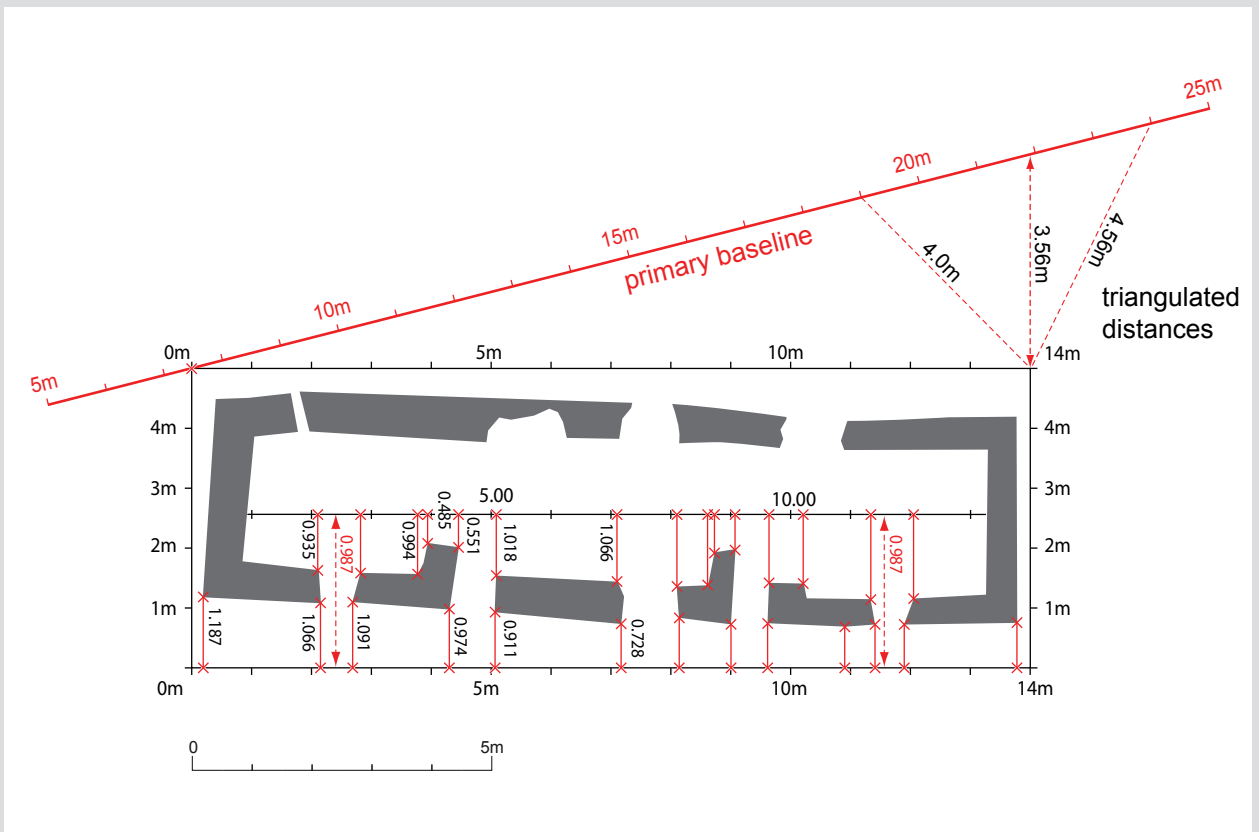 25m
20m
15m
primary baseline
10m
5m
4.0m
3.56m
4.56m
triangulated
distances
0m
5m
10m
14m
4m
4m
3m
3m
5.00
10.00
2m
2m
0.935
0.987
0.994
0.485
0.551
1.018
1.066
0.987
1m
1m
1.187
1.066
1.091
0.974
0.911
0.728
0m
5m
10m
14m
0
5m